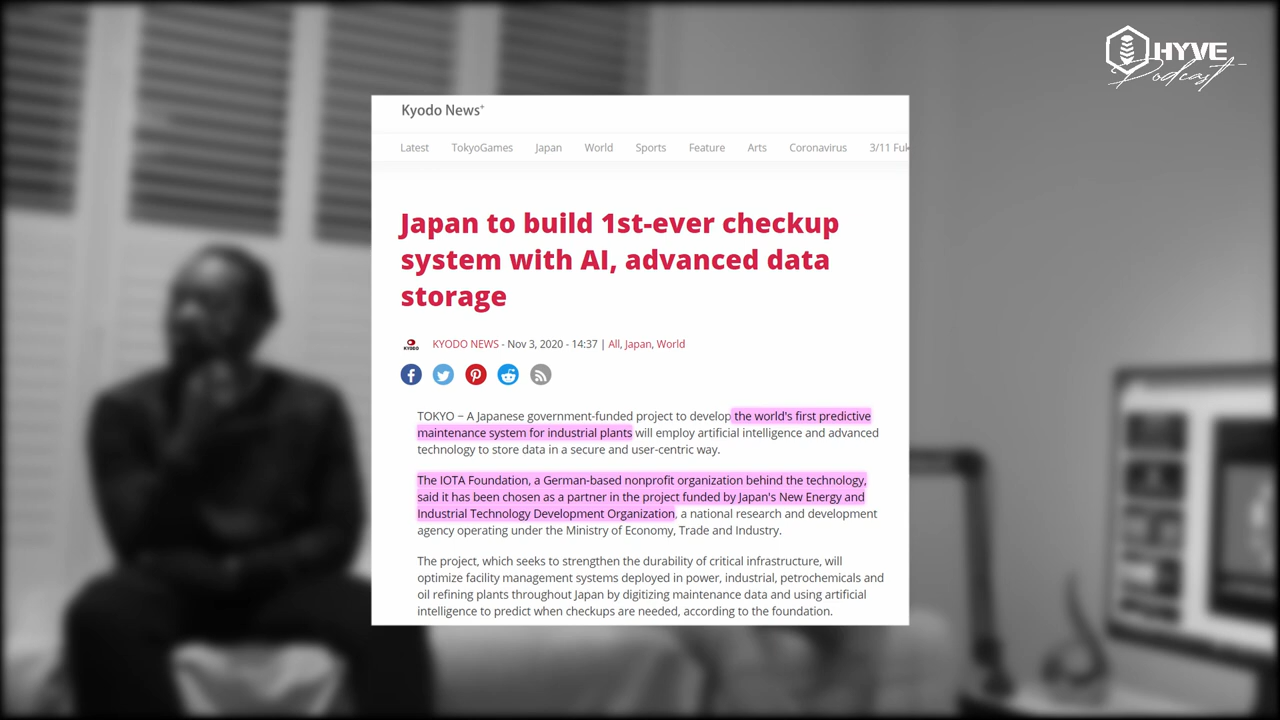 HYVE
Podcast
Kyodo News+
Latest TokyoGames Japan World Sports Feature Arts Coronavirus 3/11 Fuk
Japan to build 1st-ever checkup
system with AI, advanced data
storage
KYODO
KYODO NEWS - Nov 3, 2020 - 14:37 | All, Japan, World
TOKYO – A Japanese government-funded project to develop the world's first predictive
maintenance system for industrial plants will employ artificial intelligence and advanced
technology to store data in a secure and user-centric way.
The IOTA Foundation, a German-based nonprofit organization behind the technology,
said it has been chosen as a partner in the project funded by Japan's New Energy and
Industrial Technology Development Organization, a national research and development
agency operating under the Ministry of Economy, Trade and Industry.
The project, which seeks to strengthen the durability of critical infrastructure, will
optimize facility management systems deployed in power, industrial, petrochemicals and
oil refining plants throughout Japan by digitizing maintenance data and using artificial
intelligence to predict when checkups are needed, according to the foundation.